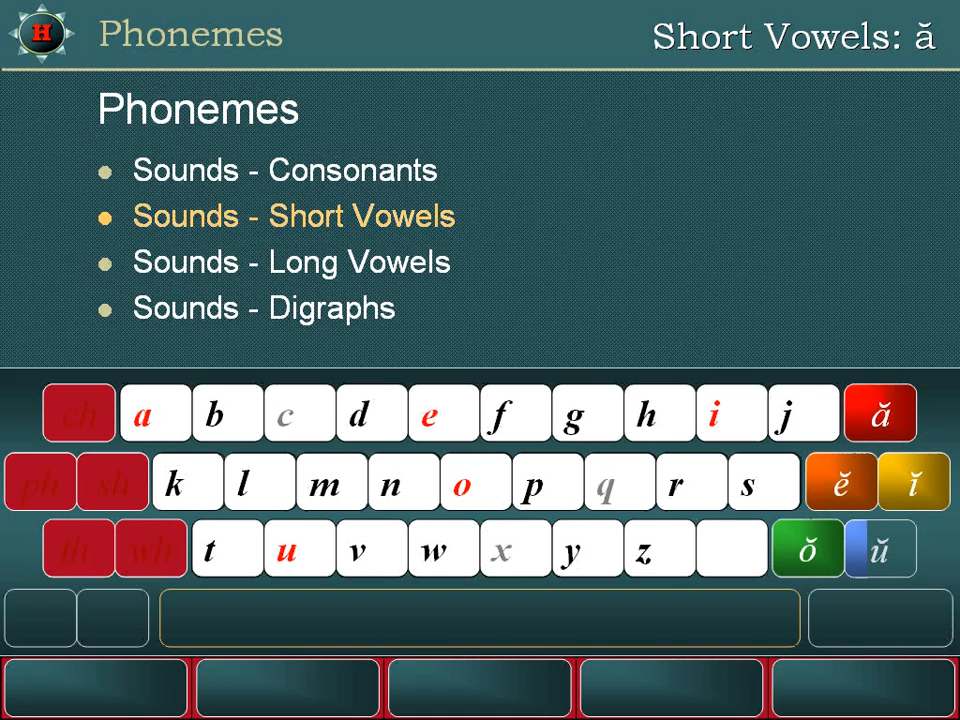 H Phonemes Short Vowels: ă
Phonemes
Sounds - Consonants
Sounds - Short Vowels
Sounds - Long Vowels
Sounds - Digraphs
ch a b c d e f g h i j ă
ph sh k l m n o p q r s ĕ ĭ
th wh t u v w x y z ŏ ŭ